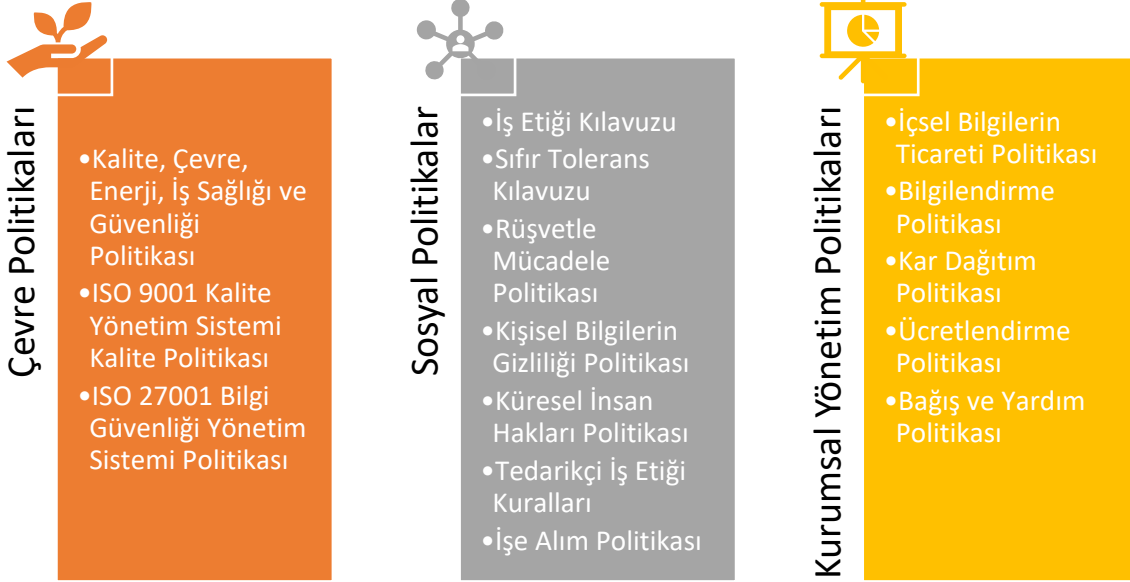 Çevre Politikaları
•Kalite, Çevre,
Enerji, İş Sağlığı ve
Güvenliği
Politikası
•ISO 9001 Kalite
Yönetim Sistemi
Kalite Politikası
•ISO 27001 Bilgi
Güvenliği Yönetim
Sistemi Politikası
Sosyal Politikalar
•İş Etiği Kılavuzu
•Sıfır Tolerans
Kılavuzu
•Rüşvetle
Mücadele
Politikası
•Kişisel Bilgilerin
Gizliliği Politikası
•Küresel İnsan
Hakları Politikası
•Tedarikçi İş Etiği
Kuralları
•İşe Alım Politikası
Kurumsal Yönetim Politikaları
•İçsel Bilgilerin
Ticareti Politikası
•Bilgilendirme
Politikası
•Kar Dağıtım
Politikası
•Ücretlendirme
Politikası
•Bağış ve Yardım
Politikası